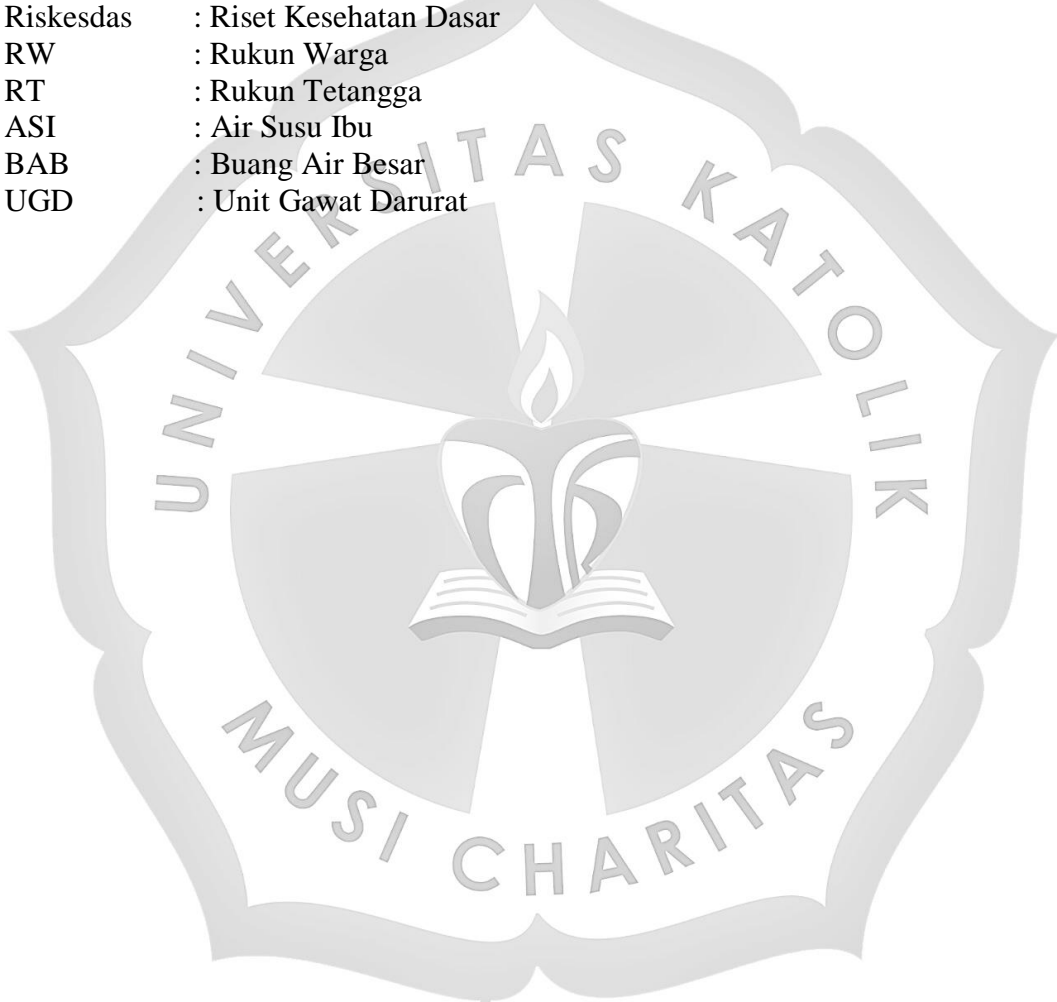 Riskesdas : Riset Kesehatan Dasar
RW : Rukun Warga
RT : Rukun Tetangga
ASI : Air Susu Ibu
BAB : Buang Air Besar
UGD : Unit Gawat Darurat
UNIVERSITAS KATOLIK
MUSI CHARITAS